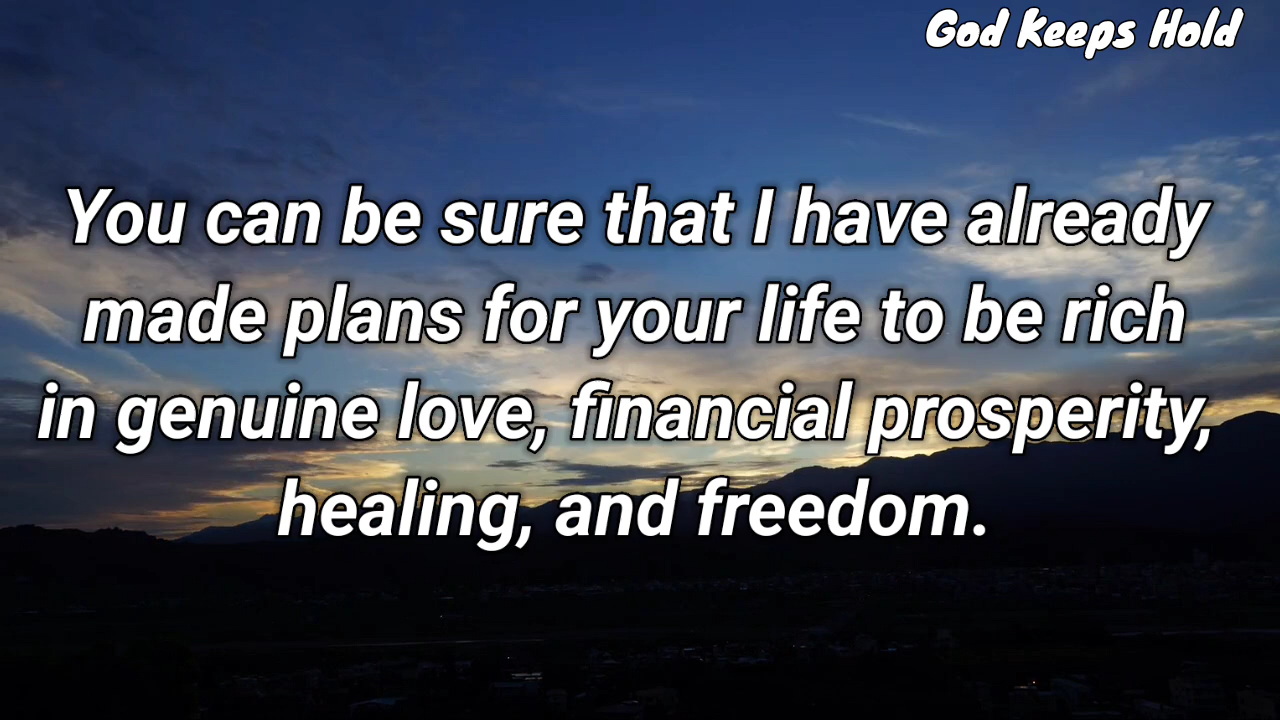 God Keeps Hold
You can be sure that I have already
made plans for your life to be rich
in genuine love, financial prosperity,
healing, and freedom.